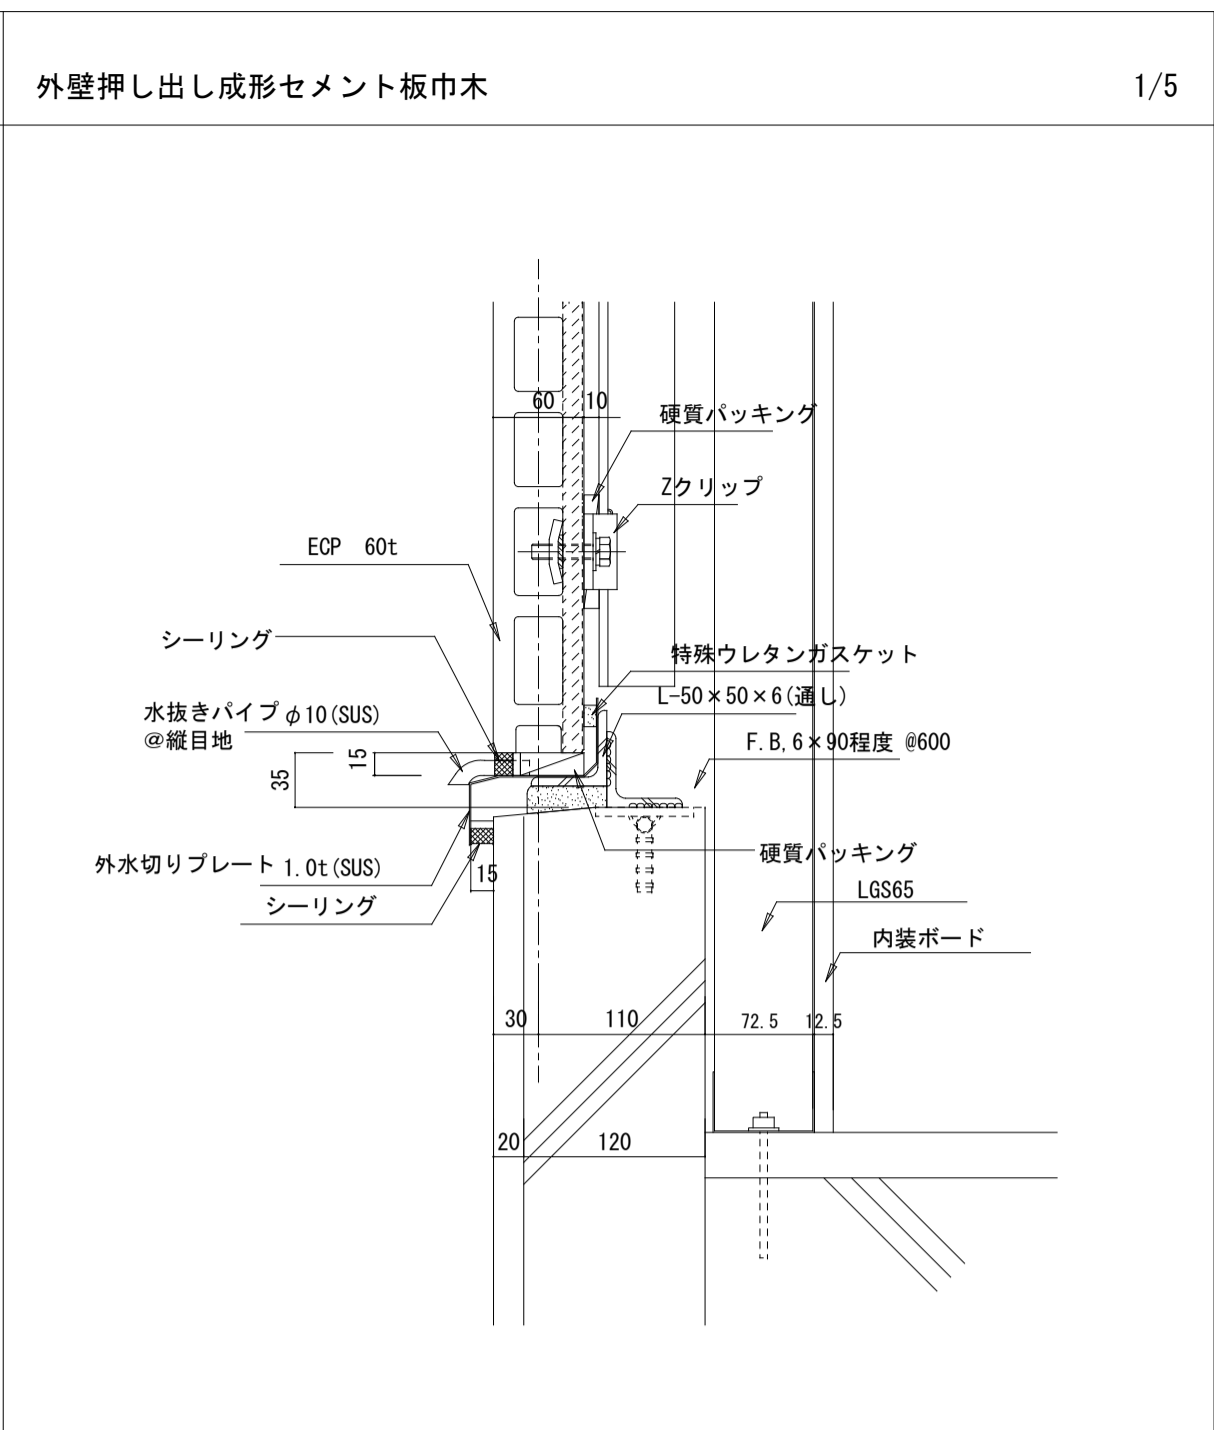 外壁押し出し成形セメント板巾木 1/5
60 10
硬質パッキング
Zクリップ
ECP 60t
シーリング
特殊ウレタンガスケット
L-50×50×6(通し)
水抜きパイプφ10(SUS)
@縦目地
F.B,6×90程度 @600
15
35
硬質パッキング
外水切りプレート 1.0t(SUS)
15
シーリング
LGS65
内装ボード
30 110 72.5 12.5
20 120